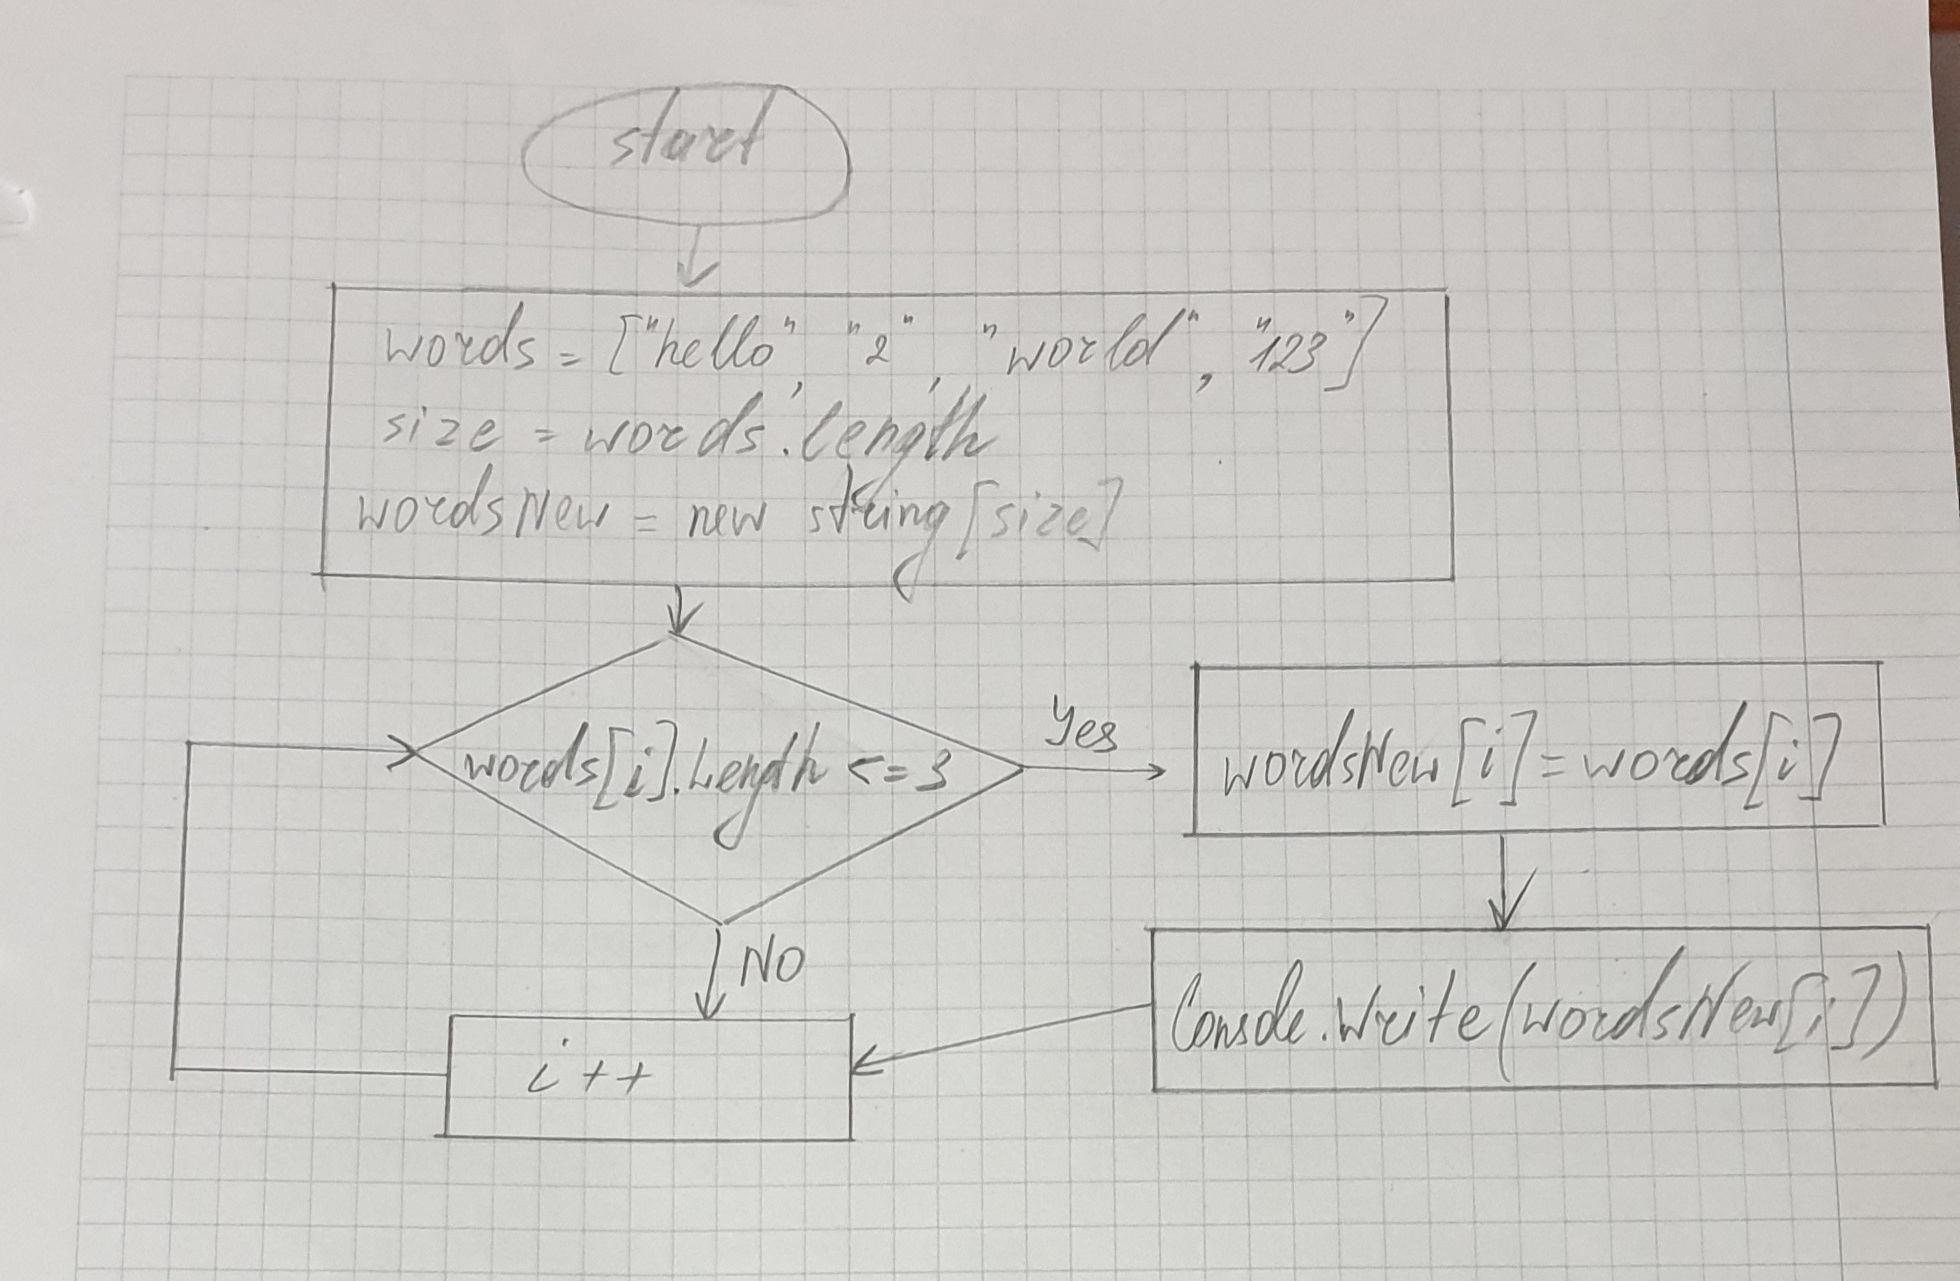 start
words = ["hello", "2", "world", "123"]
size = words.length
wordsNew = new string[size]
words[i].Length <= 3
Yes
wordsNew[i] = words[i]
NO
Console.Write(wordsNew[i])
i++